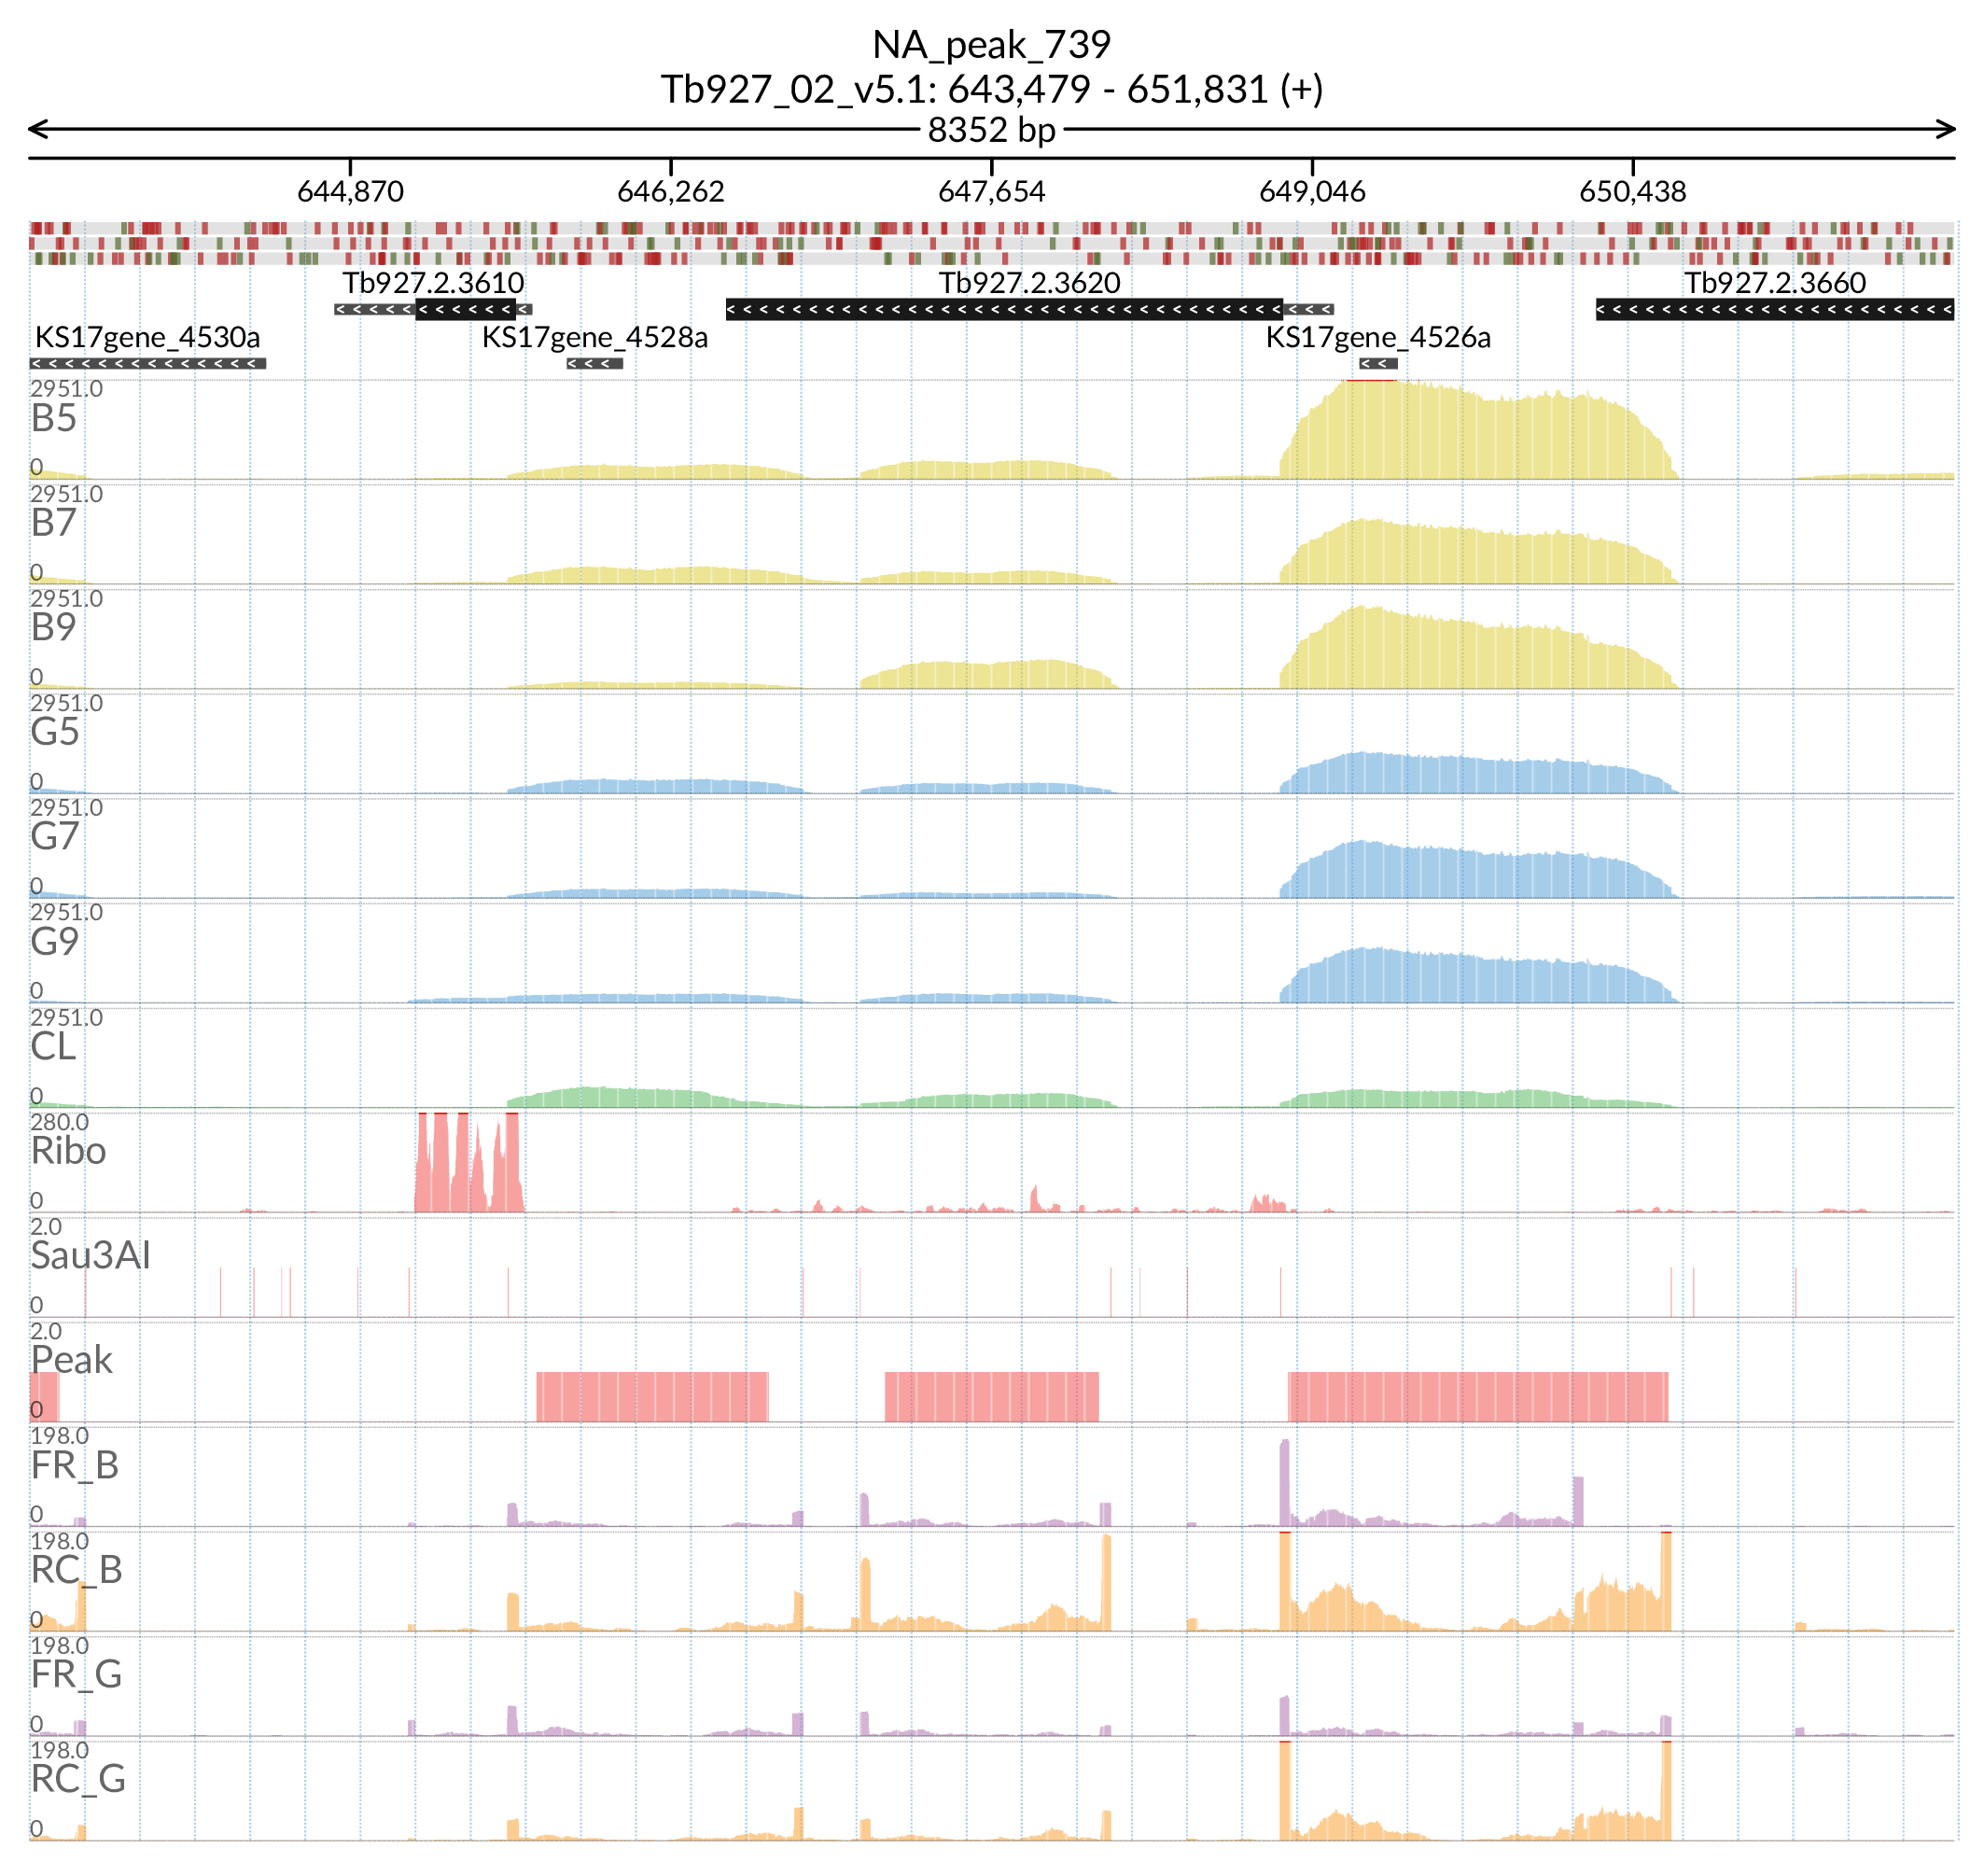 NA_peak_739
Tb927_02_v5.1: 643,479 - 651,831 (+)
8352 bp
644,870 646,262 647,654 649,046 650,438
Tb927.2.3610 Tb927.2.3620 Tb927.2.3660
KS17gene_4530a KS17gene_4528a KS17gene_4526a
2951.0
B5
0
2951.0
B7
0
2951.0
B9
0
2951.0
G5
0
2951.0
G7
0
2951.0
G9
0
2951.0
CL
0
280.0
Ribo
0
2.0
Sau3AI
0
2.0
Peak
0
198.0
FR_B
0
198.0
RC_B
0
198.0
FR_G
0
198.0
RC_G
0